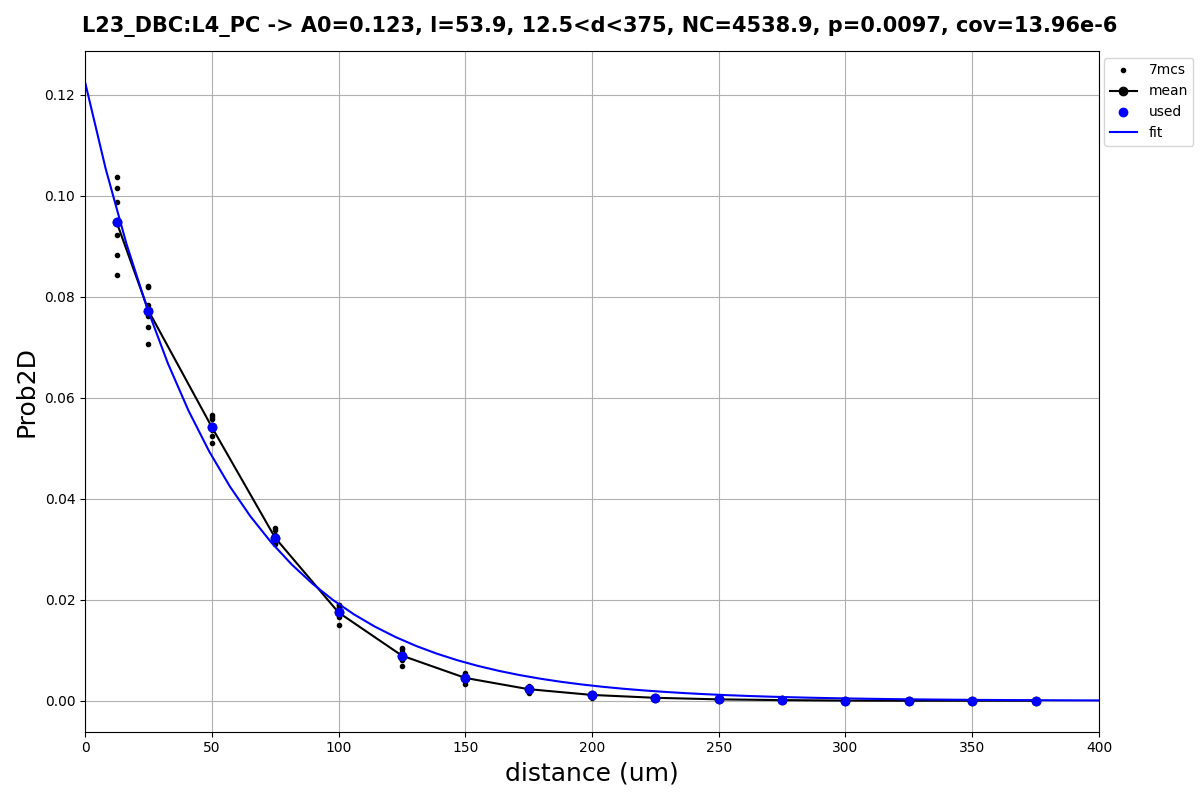 L23_DBC:L4_PC -> A0=0.123, l=53.9, 12.5<d<375, NC=4538.9, p=0.0097, cov=13.96e-6
7mcs
mean
used
fit
Prob2D
0.12
0.10
0.08
0.06
0.04
0.02
0.00
0 50 100 150 200 250 300 350 400
distance (um)